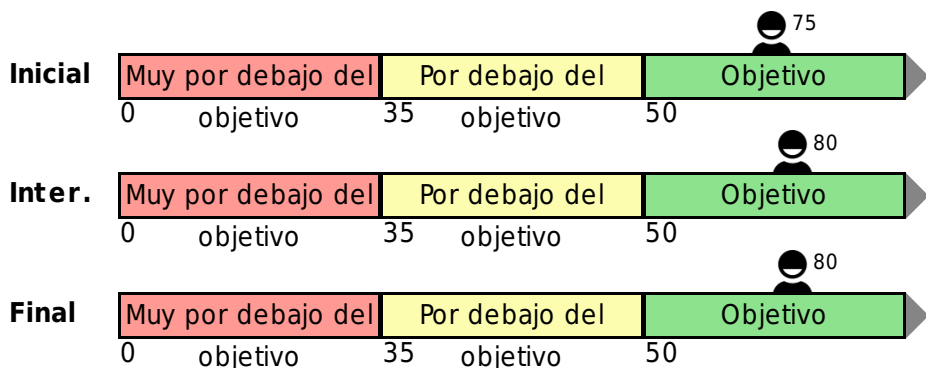 75
Inicial Muy por debajo del Por debajo del Objetivo
0 objetivo 35 objetivo 50
80
Inter. Muy por debajo del Por debajo del Objetivo
0 objetivo 35 objetivo 50
80
Final Muy por debajo del Por debajo del Objetivo
0 objetivo 35 objetivo 50